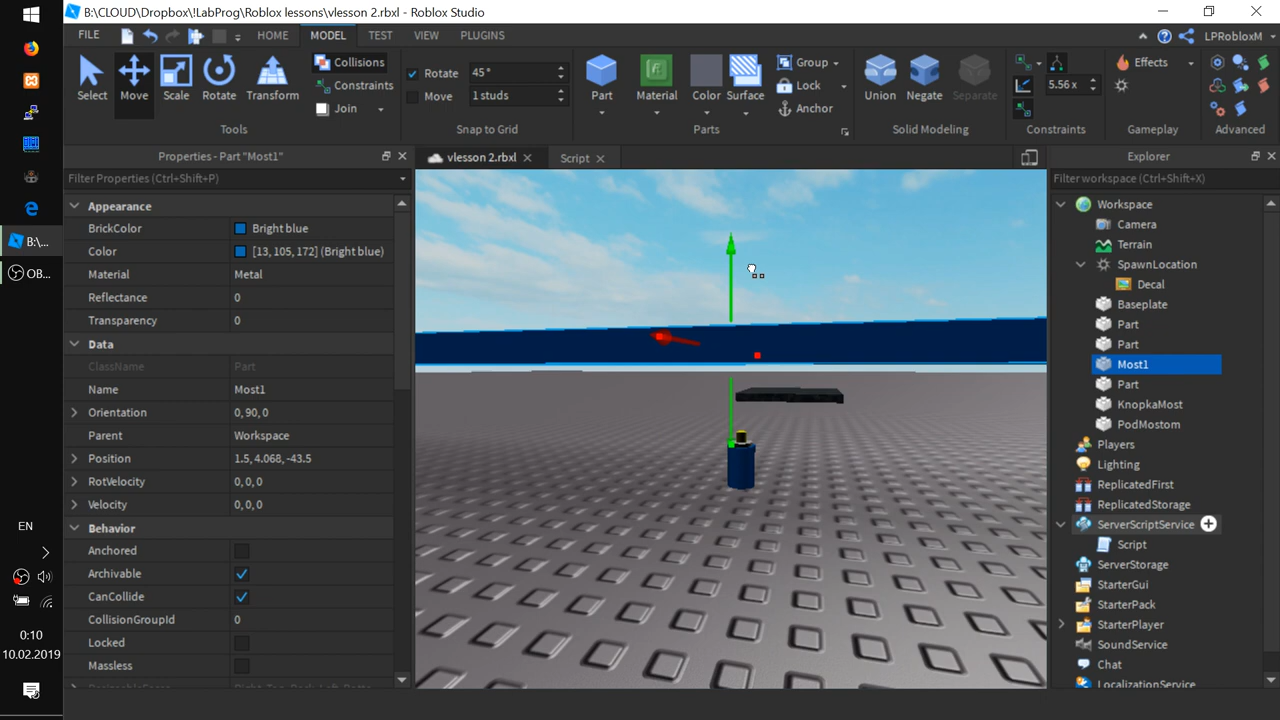 B:\CLOUD\Dropbox\!LabProg\Roblox lessons\vlesson 2.rbxl - Roblox Studio
FILE HOME MODEL TEST VIEW PLUGINS LPRobloxM
Select Move Scale Rotate Transform
Collisions
Constraints
Join
Tools
Rotate 45°
Move 1 studs
Snap to Grid
Part Material Color Surface
Group
Lock
Anchor
Parts
Union Negate Separate
Solid Modeling
5.56 x
Constraints
Effects
Gameplay
Advanced
Properties - Part "Most1"
Filter Properties (Ctrl+Shift+P)
Appearance
BrickColor Bright blue
Color [13, 105, 172] (Bright blue)
Material Metal
Reflectance 0
Transparency 0
Data
ClassName Part
Name Most1
Orientation 0, 90, 0
Parent Workspace
Position 1.5, 4.068, -43.5
RotVelocity 0, 0, 0
Velocity 0, 0, 0
Behavior
Anchored
Archivable
CanCollide
CollisionGroupId 0
Locked
Massless
vlesson 2.rbxl
Script
Explorer
Filter workspace (Ctrl+Shift+X)
Workspace
Camera
Terrain
SpawnLocation
Decal
Baseplate
Part
Part
Most1
Part
KnopkaMost
PodMostom
Players
Lighting
ReplicatedFirst
ReplicatedStorage
ServerScriptService
Script
ServerStorage
StarterGui
StarterPack
StarterPlayer
SoundService
Chat
LocalizationService
B:\...
OB...
EN
0:10
10.02.2019